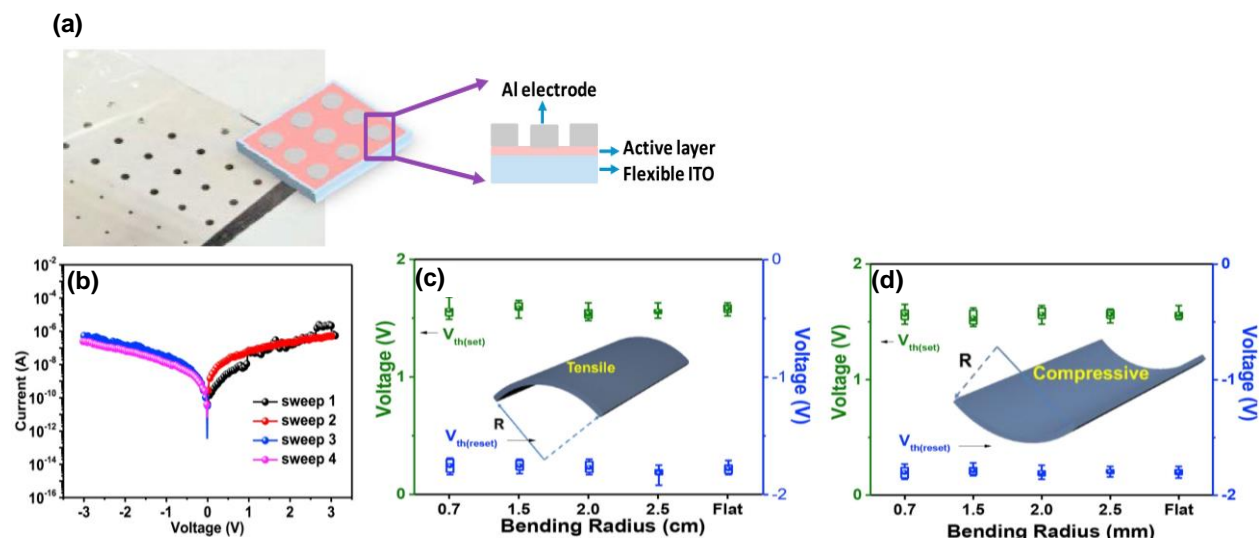 (a)
Al electrode
Active layer
Flexible ITO
(b)
10⁻²
10⁻⁴
10⁻⁶
10⁻⁸
10⁻¹⁰
10⁻¹²
10⁻¹⁴
10⁻¹⁶
Current (A)
sweep 1
sweep 2
sweep 3
sweep 4
-3 -2 -1 0 1 2 3
Voltage (V)
(c)
2
1
0
Voltage (V)
Vth(set)
Tensile
R
Vth(reset)
0
-1
-2
Voltage (V)
0.7 1.5 2.0 2.5 Flat
Bending Radius (cm)
(d)
2
1
0
Voltage (V)
Vth(set)
R
Compressive
Vth(reset)
0
-1
-2
Voltage (V)
0.7 1.5 2.0 2.5 Flat
Bending Radius (mm)